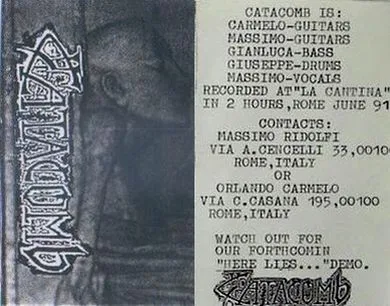 CATACOMB
CATACOMB IS:
CARMELO-GUITARS
MASSIMO-GUITARS
GIANLUCA-BASS
GIUSEPPE-DRUMS
MASSIMO-VOCALS
RECORDED AT"LA CANTINA"
IN 2 HOURS,ROME JUNE 91
CONTACTS:
MASSIMO RIDOLFI
VIA A.CENCELLI 33,00100
ROME,ITALY
OR
ORLANDO CARMELO
VIA C.CASANA 195,00100
ROME,ITALY
WATCH OUT FOF
OUR FORTHCOMIN
"HERE LIES..."DEMO.
CATACOMB